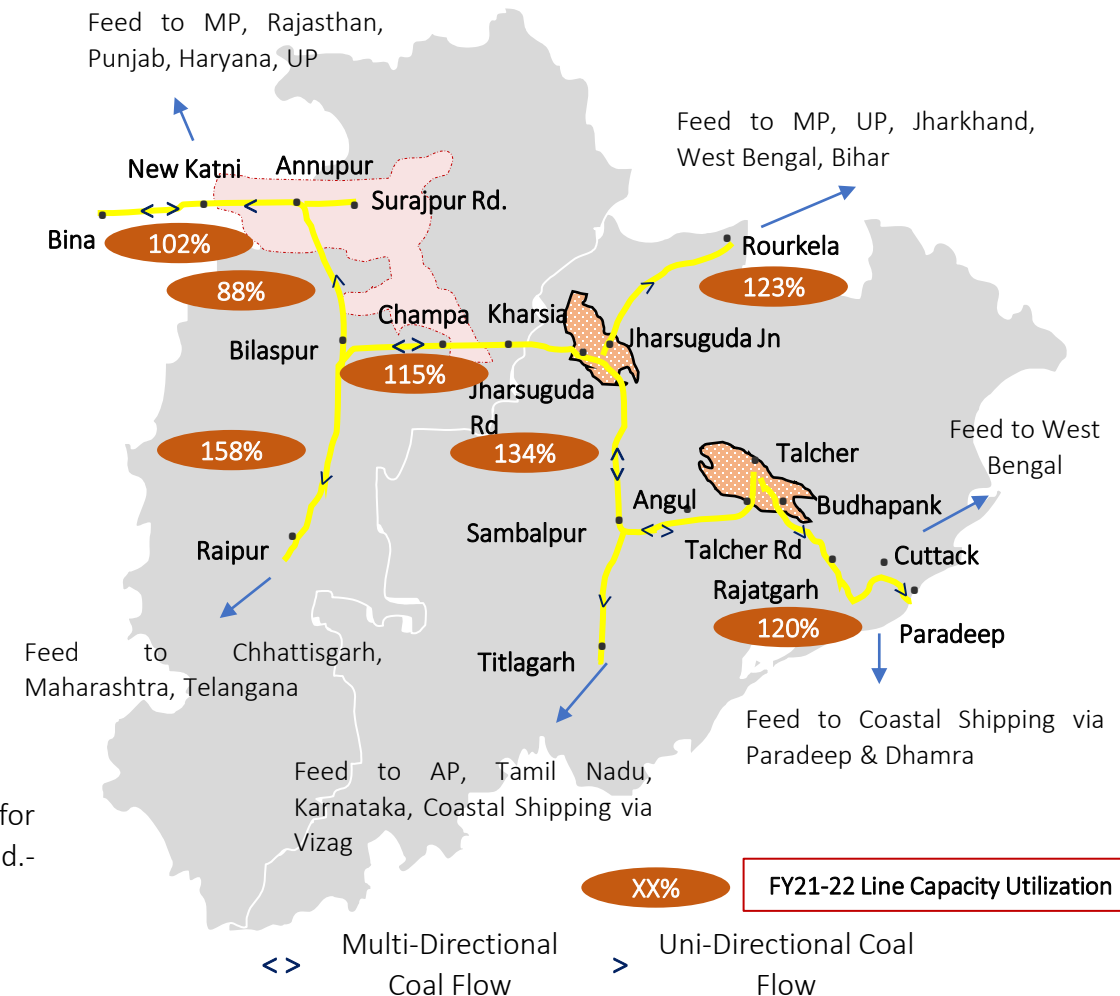 Feed to MP, Rajasthan,
Punjab, Haryana, UP
Feed to MP, UP, Jharkhand,
West Bengal, Bihar
New Katni
Annupur
Surajpur Rd.
Bina
102%
Rourkela
88%
123%
Champa
Kharsia
Jharsuguda Jn
Bilaspur
115%
Jharsuguda
Rd
158%
134%
Feed to West
Bengal
Talcher
Angul
Budhapank
Sambalpur
Talcher Rd
Cuttack
Raipur
Rajatgarh
120%
Paradeep
Feed to Chhattisgarh,
Maharashtra, Telangana
Titlagarh
Feed to Coastal Shipping via
Paradeep & Dhamra
Feed to AP, Tamil Nadu,
Karnataka, Coastal Shipping via
Vizag
for
d.-
XX%
FY21-22 Line Capacity Utilization
< > Multi-Directional
Coal Flow
> Uni-Directional Coal
Flow